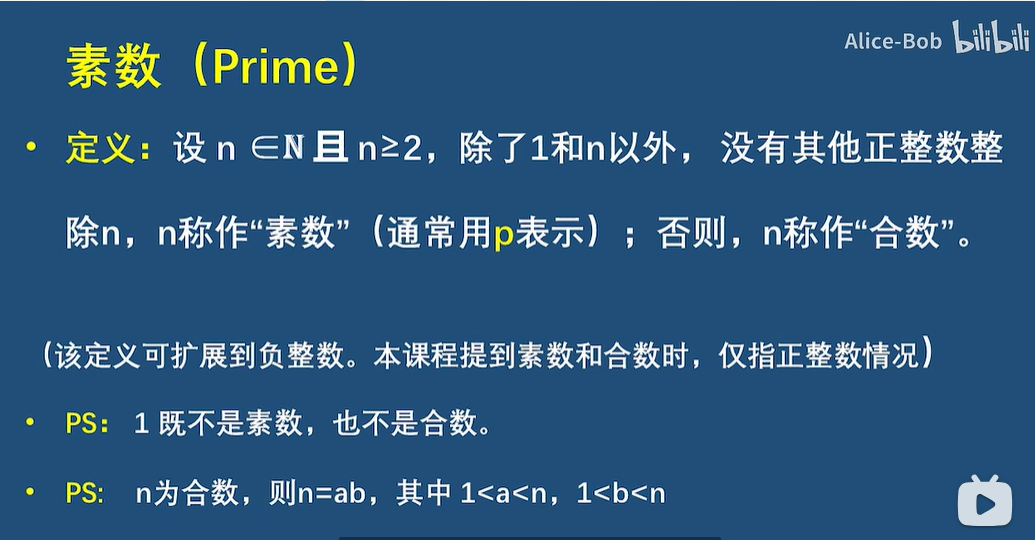 Alice-Bob bilibili
素数（Prime）
• 定义：设 n ∈N 且 n≥2，除了1和n以外， 没有其他正整数整
除n，n称作“素数”（通常用p表示）；否则，n称作“合数”。
（该定义可扩展到负整数。本课程提到素数和合数时，仅指正整数情况）
• PS： 1 既不是素数，也不是合数。
• PS: n为合数，则n=ab，其中 1<a<n，1<b<n